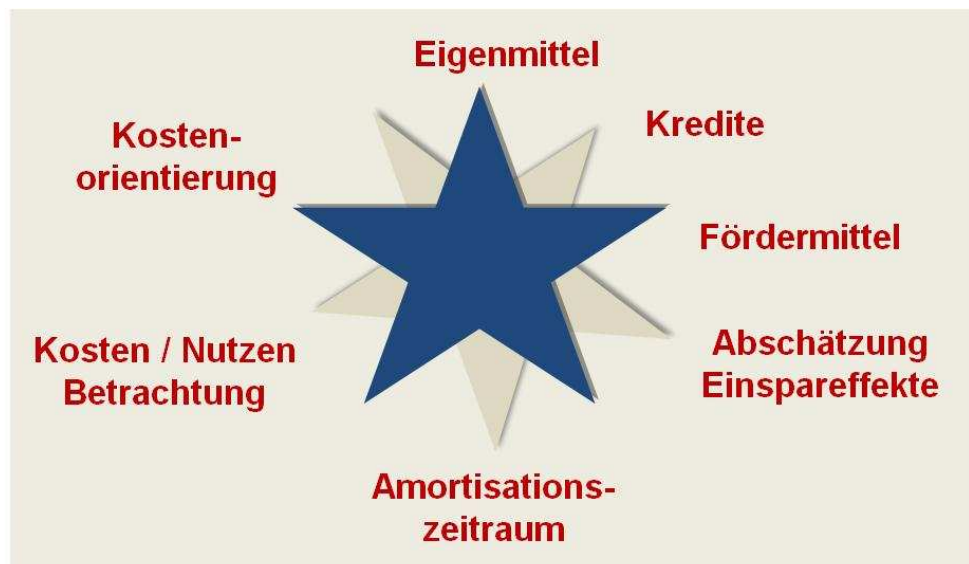 Eigenmittel
Kredite
Fördermittel
Abschätzung
Einspareffekte
Amortisations-
zeitraum
Kosten / Nutzen
Betrachtung
Kosten-
orientierung